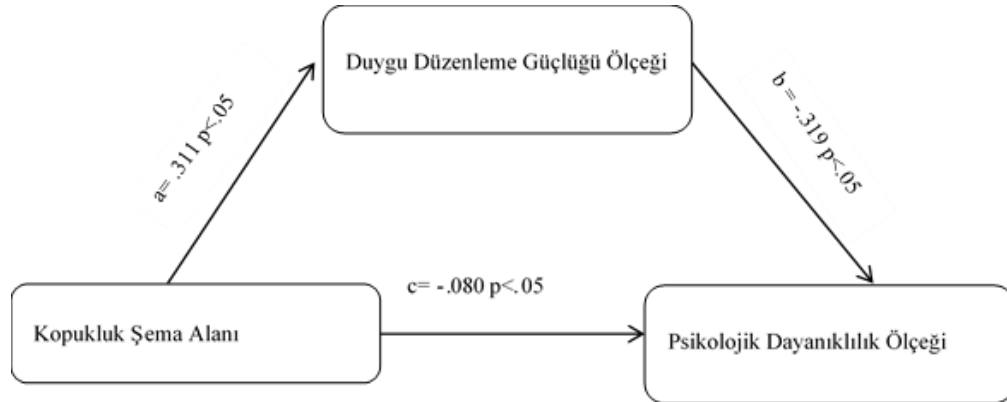 Duygu Düzenleme Güçlüğü Ölçeği
a= .311 p<.05
b = -.319 p<.05
c= -.080 p<.05
Kopukluk Şema Alanı
Psikolojik Dayanıklılık Ölçeği